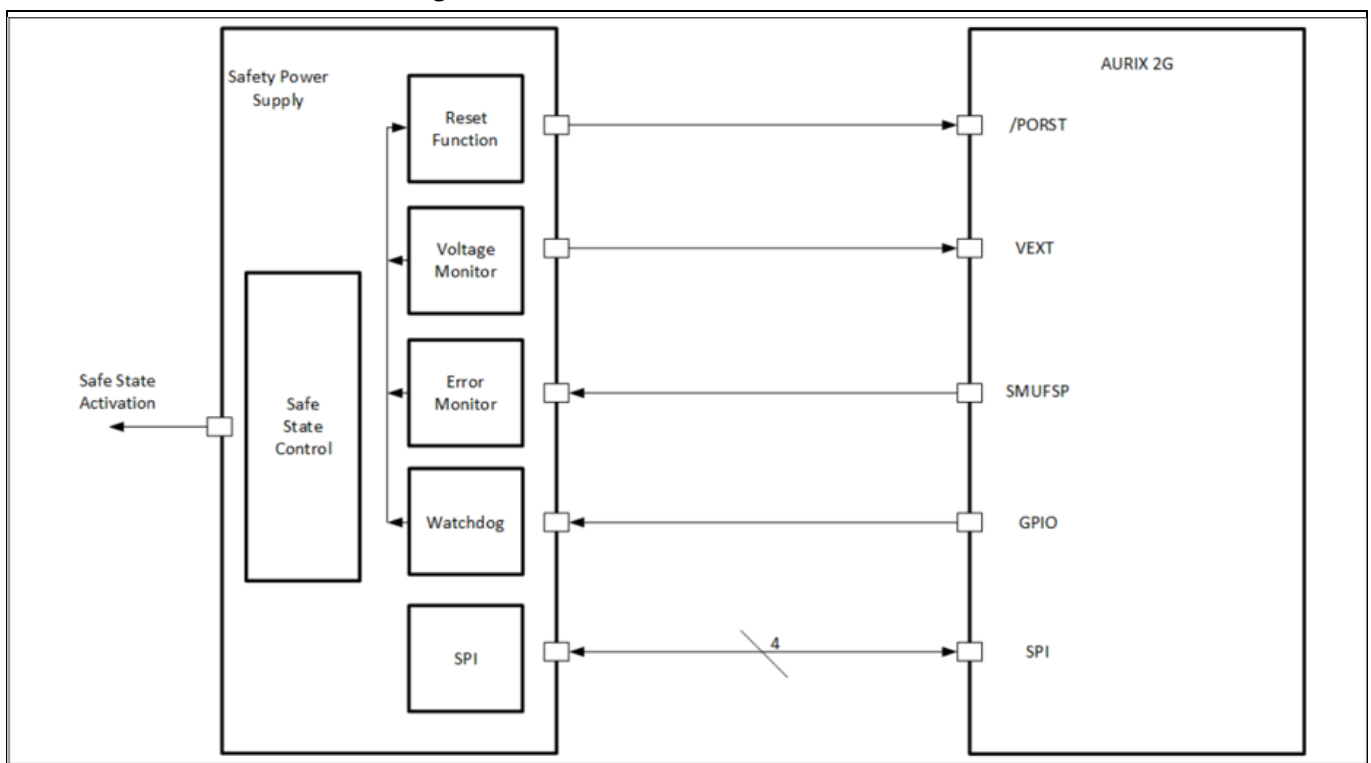 Safety Power
Supply
Reset
Function
Voltage
Monitor
Error
Monitor
Watchdog
SPI
Safe
State
Control
Safe State
Activation
4
AURIX 2G
/PORST
VEXT
SMUFSP
GPIO
SPI